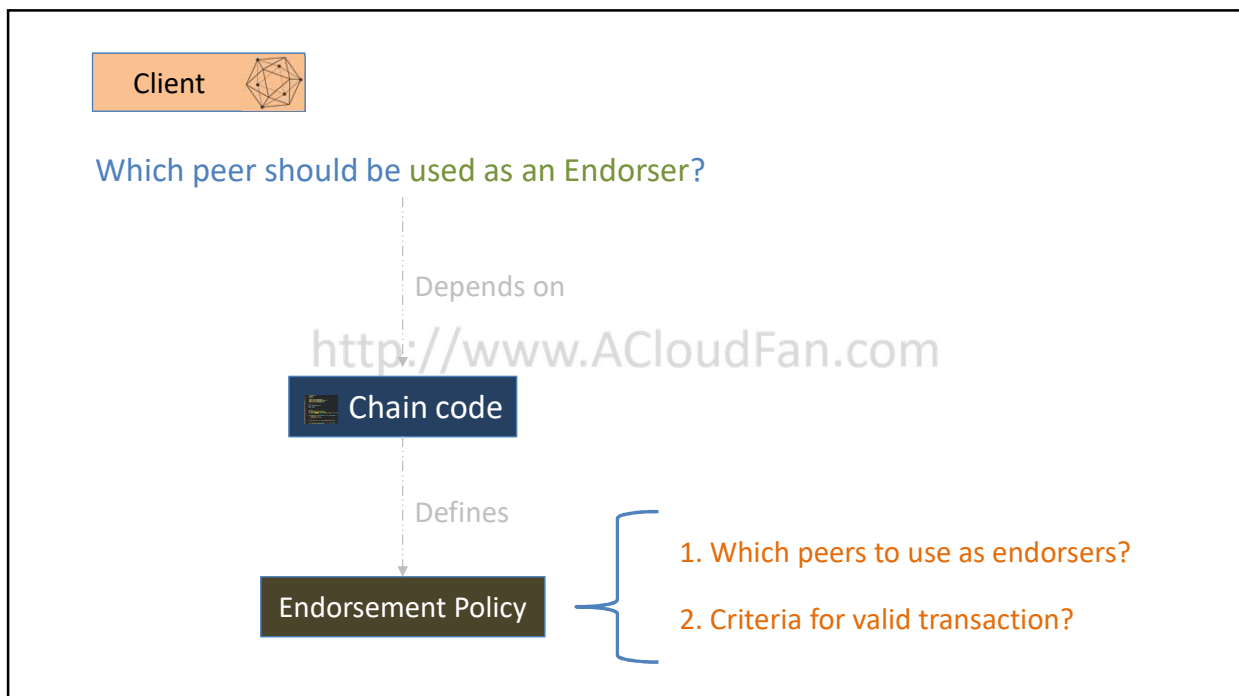 Client
Which peer should be used as an Endorser?
Depends on
http://www.ACloudFan.com
Chain code
Defines
1. Which peers to use as endorsers?
Endorsement Policy
2. Criteria for valid transaction?